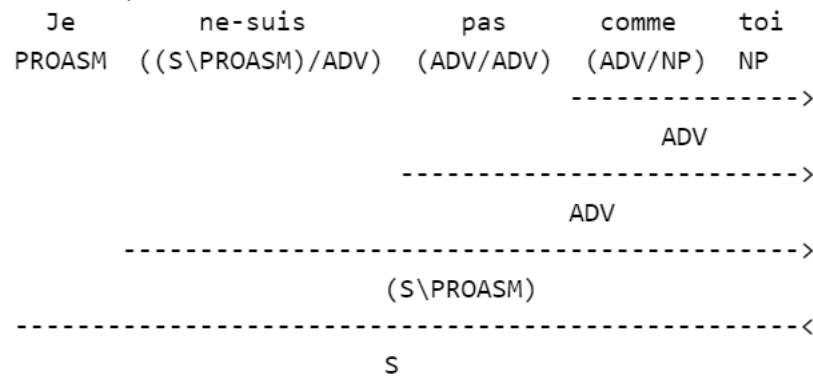 Je ne-suis pas comme toi
PROASM ((S\PROASM)/ADV) (ADV/ADV) (ADV/NP) NP
--------------->
ADV
-------------------------->
ADV
--------------------------------------------->
(S\PROASM)
----------------------------------------------------<
S